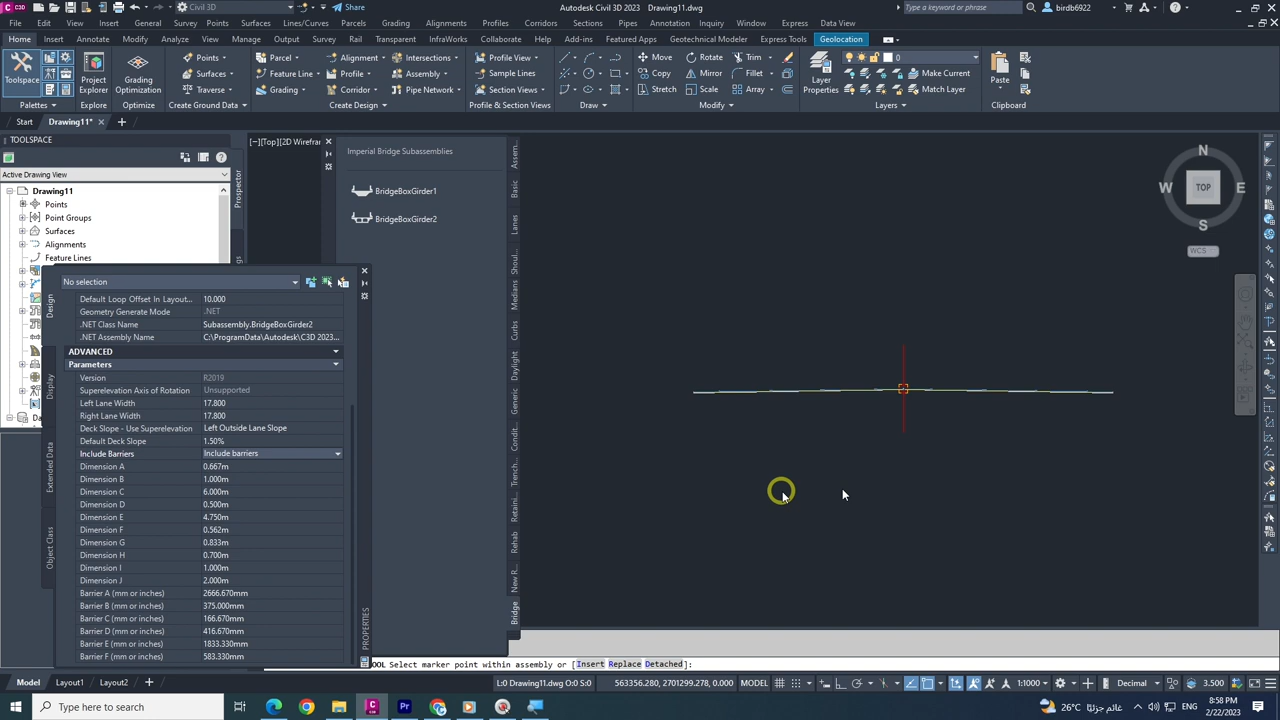 Civil 3D
Share
Autodesk Civil 3D 2023 Drawing11.dwg
Type a keyword or phrase
birdb6922
File Edit View Insert General Survey Points Surfaces Lines/Curves Parcels Grading Alignments Profiles Corridors Sections Pipes Annotation Inquiry Window Express Data
Home Insert Annotate Modify Analyze View Manage Output Survey Rail Transparent InfraWorks Collaborate Help Add-ins Featured Apps Geotechnical Modeler Express Tools Geolocation
Points Parcel Alignment Intersections Profile View Move Rotate Trim 0
Surfaces Feature Line Profile Assembly Sample Lines Copy Mirror Fillet Make Current
Toolspace Project Explorer Grading Optimization Traverse Grading Corridor Pipe Network Section Views Stretch Scale Array Layer Properties Match Layer Paste
Palettes Explore Optimize Create Ground Data Create Design Profile & Section Views Draw Modify Layers Clipboard
Start Drawing11*
TOOLSPACE
Active Drawing View
Drawing11
Points
Point Groups
Surfaces
Alignments
Feature Lines
Prospector
[−][Top][2D Wirefra
Imperial Bridge Subassemblies
BridgeBoxGirder1
BridgeBoxGirder2
Assem...
Basic
Lanes
Shoul...
Medians
Curbs
Daylight
Generic
Condit...
Trench...
Retaini...
Rehab
New R...
Bridge
N
W TOP E
S
WCS
No selection
Design
Display
Extended Data
Object Class
Default Loop Offset In Layout... 10.000
Geometry Generate Mode .NET
.NET Class Name Subassembly.BridgeBoxGirder2
.NET Assembly Name C:\ProgramData\Autodesk\C3D 2023...
ADVANCED
Parameters
Version R2019
Superelevation Axis of Rotation Unsupported
Left Lane Width 17.800
Right Lane Width 17.800
Deck Slope - Use Superelevation Left Outside Lane Slope
Default Deck Slope 1.50%
Include Barriers Include barriers
Dimension A 0.667m
Dimension B 1.000m
Dimension C 6.000m
Dimension D 0.500m
Dimension E 4.750m
Dimension F 0.562m
Dimension G 0.833m
Dimension H 0.700m
Dimension I 1.000m
Dimension J 2.000m
Barrier A (mm or inches) 2666.670mm
Barrier B (mm or inches) 375.000mm
Barrier C (mm or inches) 166.670mm
Barrier D (mm or inches) 416.670mm
Barrier E (mm or inches) 1833.330mm
Barrier F (mm or inches) 583.330mm
PROPERTIES
OOL Select marker point within assembly or [Insert Replace Detached]:
Model Layout1 Layout2
L:0 Drawing11.dwg O:0 S:0 563356.280, 2701299.278, 0.000 MODEL 1:1000 Decimal 3.500
Type here to search
26°C غائم جزئيا
ENG
8:58 PM
2/22/2023